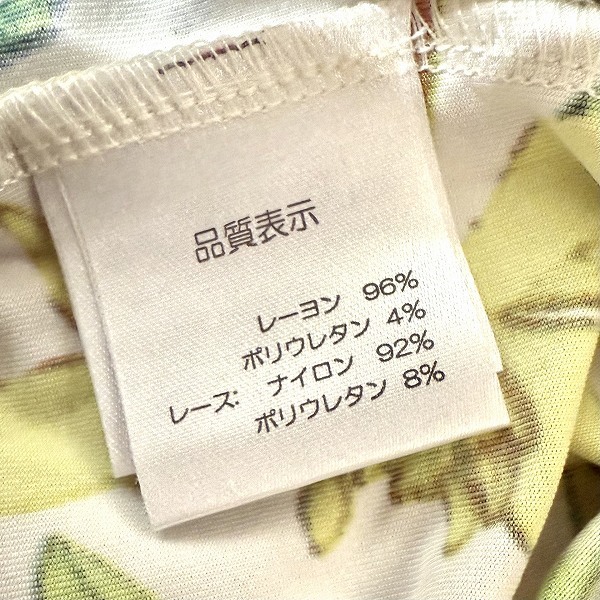 品質表示
レーヨン 96%
ポリウレタン 4%
レース: ナイロン 92%
ポリウレタン 8%